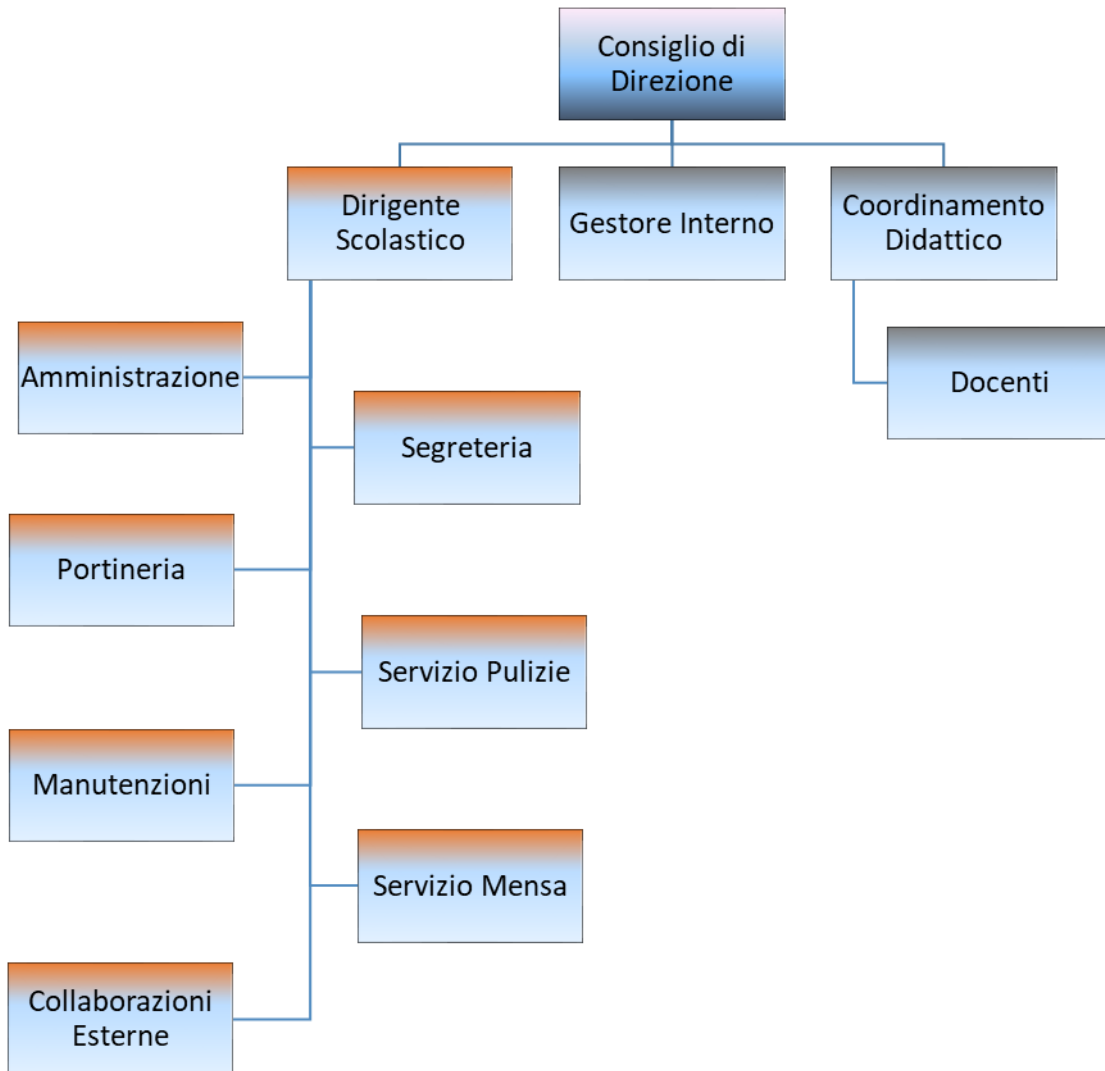 Consiglio di
Direzione
Dirigente
Scolastico
Gestore Interno
Coordinamento
Didattico
Amministrazione
Docenti
Segreteria
Portineria
Servizio Pulizie
Manutenzioni
Servizio Mensa
Collaborazioni
Esterne